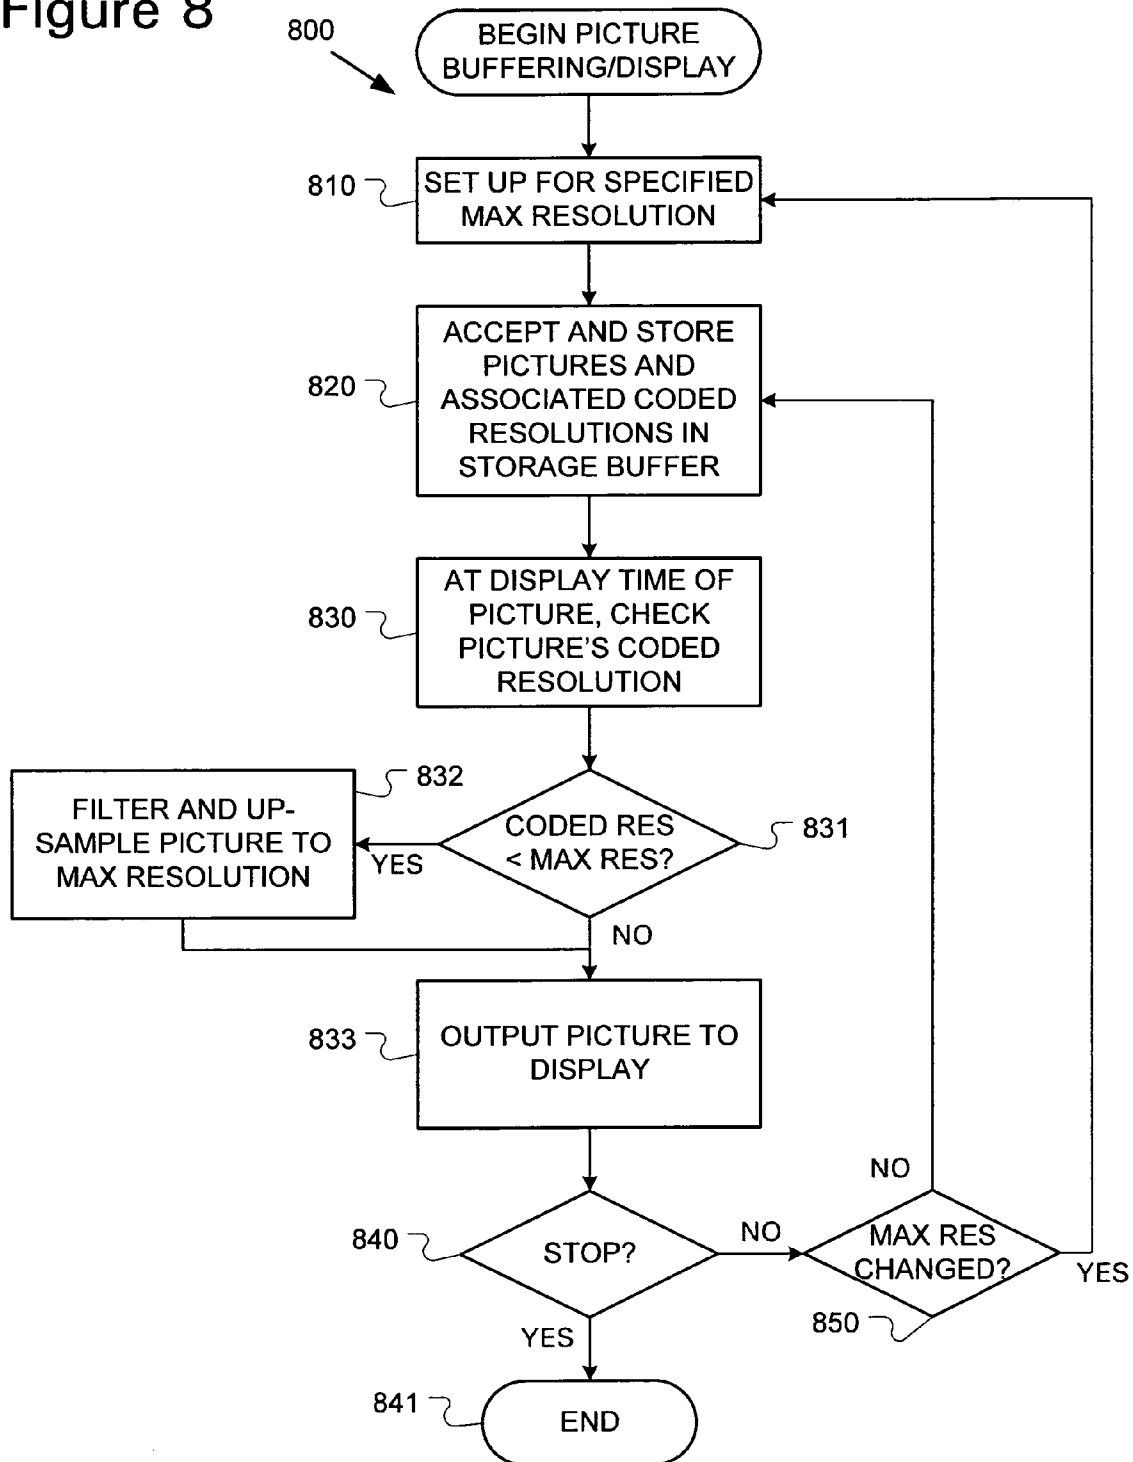 Figure 8
800
BEGIN PICTURE
BUFFERING/DISPLAY
810
SET UP FOR SPECIFIED
MAX RESOLUTION
820
ACCEPT AND STORE
PICTURES AND
ASSOCIATED CODED
RESOLUTIONS IN
STORAGE BUFFER
830
AT DISPLAY TIME OF
PICTURE, CHECK
PICTURE'S CODED
RESOLUTION
832
FILTER AND UP-
SAMPLE PICTURE TO
MAX RESOLUTION
YES
CODED RES
< MAX RES?
831
NO
833
OUTPUT PICTURE TO
DISPLAY
840
STOP?
NO
NO
MAX RES
CHANGED?
YES
850
YES
841
END